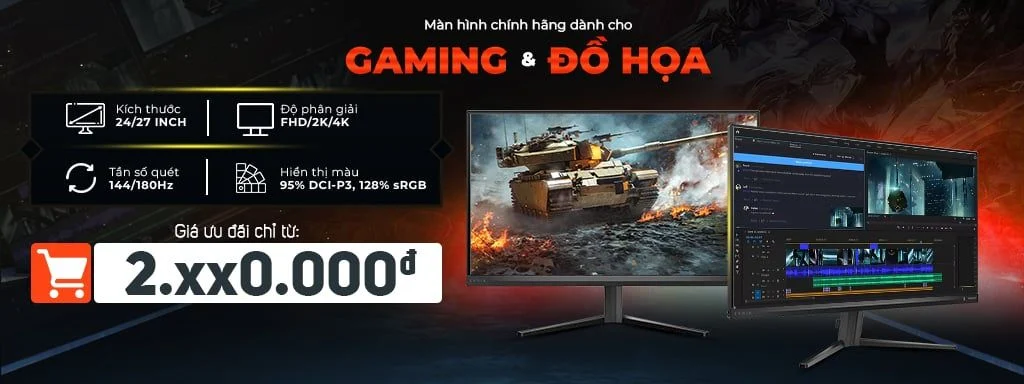 Màn hình chính hãng dành cho
GAMING & ĐỒ HỌA
Kích thước
24/27 INCH
Độ phân giải
FHD/2K/4K
Tần số quét
144/180Hz
Hiển thị màu
95% DCI-P3, 128% sRGB
Giá ưu đãi chỉ từ:
2.xx0.000đ